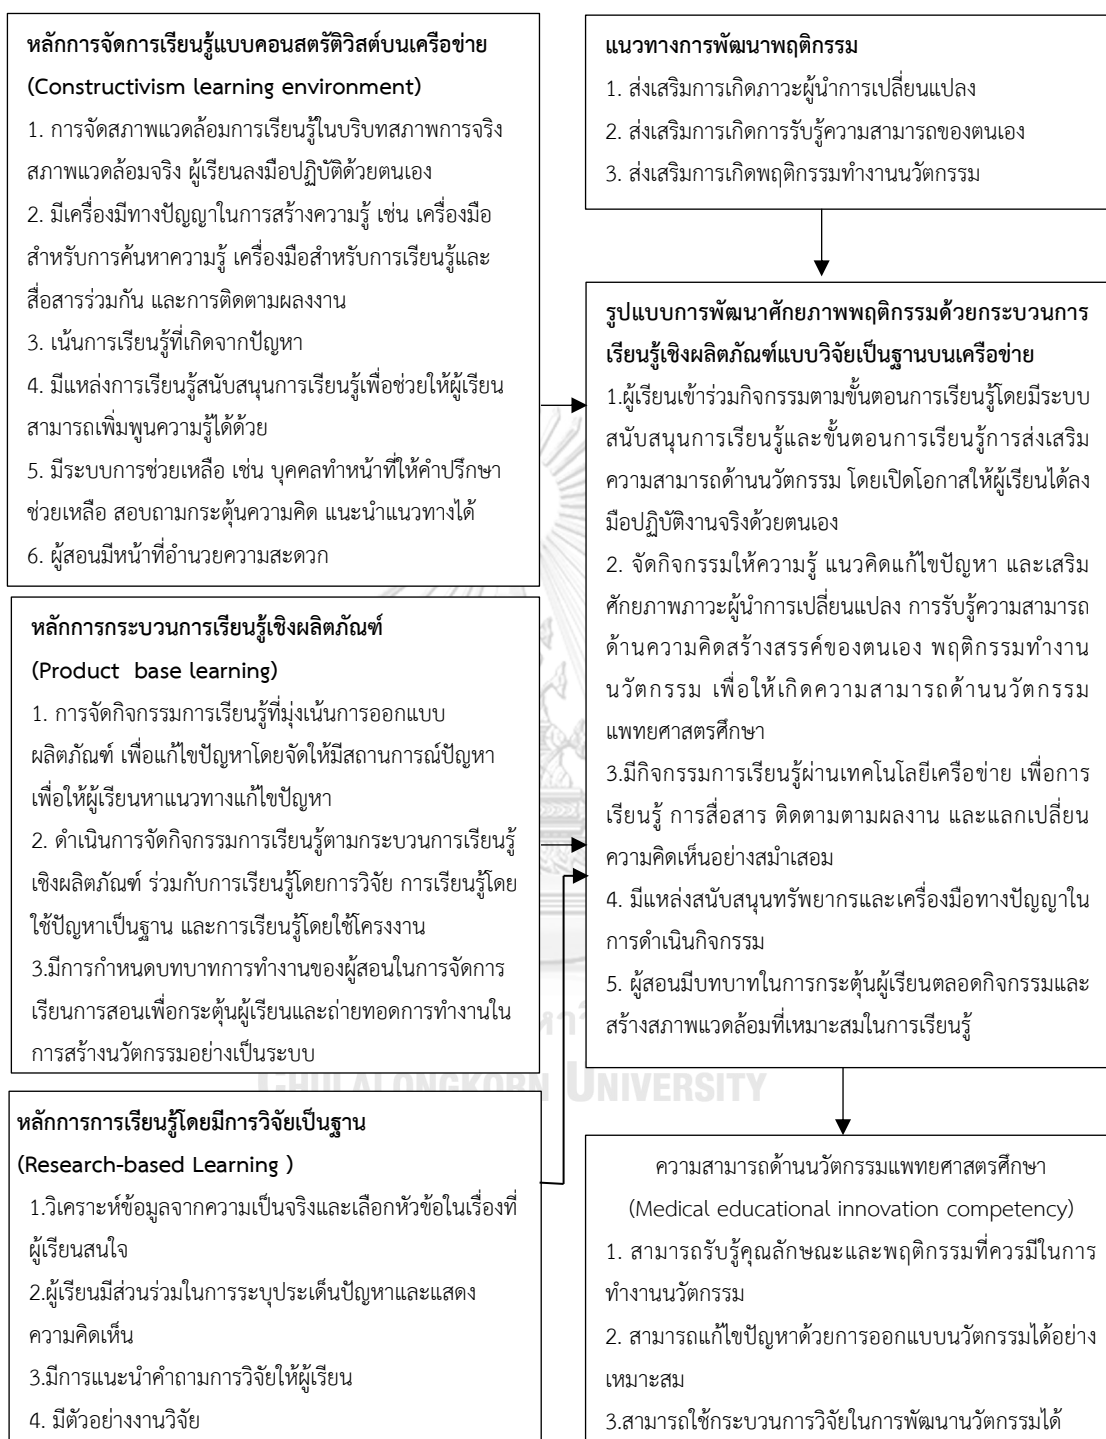 หลักการจัดการเรียนรู้แบบคอนสตรัติวิสต์บนเครือข่าย
(Constructivism learning environment)
1. การจัดสภาพแวดล้อมการเรียนรู้ในบริบทสภาพการจริง
สภาพแวดล้อมจริง ผู้เรียนลงมือปฏิบัติด้วยตนเอง
2. มีเครื่องมีทางปัญญาในการสร้างความรู้ เช่น เครื่องมือ
สำหรับการค้นหาความรู้ เครื่องมือสำหรับการเรียนรู้และ
สื่อสารร่วมกัน และการติดตามผลงาน
3. เน้นการเรียนรู้ที่เกิดจากปัญหา
4. มีแหล่งการเรียนรู้สนับสนุนการเรียนรู้เพื่อช่วยให้ผู้เรียน
สามารถเพิ่มพูนความรู้ได้ด้วย
5. มีระบบการช่วยเหลือ เช่น บุคคลทำหน้าที่ให้คำปรึกษา
ช่วยเหลือ สอบถามกระตุ้นความคิด แนะนำแนวทางได้
6. ผู้สอนมีหน้าที่อำนวยความสะดวก
หลักการกระบวนการเรียนรู้เชิงผลิตภัณฑ์
(Product base learning)
1. การจัดกิจกรรมการเรียนรู้ที่มุ่งเน้นการออกแบบ
ผลิตภัณฑ์ เพื่อแก้ไขปัญหาโดยจัดให้มีสถานการณ์ปัญหา
เพื่อให้ผู้เรียนหาแนวทางแก้ไขปัญหา
2. ดำเนินการจัดกิจกรรมการเรียนรู้ตามกระบวนการเรียนรู้
เชิงผลิตภัณฑ์ ร่วมกับการเรียนรู้โดยการวิจัย การเรียนรู้โดย
ใช้ปัญหาเป็นฐาน และการเรียนรู้โดยใช้โครงงาน
3.มีการกำหนดบทบาทการทำงานของผู้สอนในการจัดการ
เรียนการสอนเพื่อกระตุ้นผู้เรียนและถ่ายทอดการทำงานใน
การสร้างนวัตกรรมอย่างเป็นระบบ
หลักการการเรียนรู้โดยมีการวิจัยเป็นฐาน
(Research-based Learning )
1.วิเคราะห์ข้อมูลจากความเป็นจริงและเลือกหัวข้อในเรื่องที่
ผู้เรียนสนใจ
2.ผู้เรียนมีส่วนร่วมในการระบุประเด็นปัญหาและแสดง
ความคิดเห็น
3.มีการแนะนำคำถามการวิจัยให้ผู้เรียน
4. มีตัวอย่างงานวิจัย
แนวทางการพัฒนาพฤติกรรม
1. ส่งเสริมการเกิดภาวะผู้นำการเปลี่ยนแปลง
2. ส่งเสริมการเกิดการรับรู้ความสามารถของตนเอง
3. ส่งเสริมการเกิดพฤติกรรมทำงานนวัตกรรม
รูปแบบการพัฒนาศักยภาพพฤติกรรมด้วยกระบวนการ
เรียนรู้เชิงผลิตภัณฑ์แบบวิจัยเป็นฐานบนเครือข่าย
1.ผู้เรียนเข้าร่วมกิจกรรมตามขั้นตอนการเรียนรู้โดยมีระบบ
สนับสนุนการเรียนรู้และขั้นตอนการเรียนรู้การส่งเสริม
ความสามารถด้านนวัตกรรม โดยเปิดโอกาสให้ผู้เรียนได้ลง
มือปฏิบัติงานจริงด้วยตนเอง
2. จัดกิจกรรมให้ความรู้ แนวคิดแก้ไขปัญหา และเสริม
ศักยภาพภาวะผู้นำการเปลี่ยนแปลง การรับรู้ความสามารถ
ด้านความคิดสร้างสรรค์ของตนเอง พฤติกรรมทำงาน
นวัตกรรม เพื่อให้เกิดความสามารถด้านนวัตกรรม
แพทยศาสตรศึกษา
3.มีกิจกรรมการเรียนรู้ผ่านเทคโนโลยีเครือข่าย เพื่อการ
เรียนรู้ การสื่อสาร ติดตามตามผลงาน และแลกเปลี่ยน
ความคิดเห็นอย่างสมำเสอม
4. มีแหล่งสนับสนุนทรัพยากรและเครื่องมือทางปัญญาใน
การดำเนินกิจกรรม
5. ผู้สอนมีบทบาทในการกระตุ้นผู้เรียนตลอดกิจกรรมและ
สร้างสภาพแวดล้อมที่เหมาะสมในการเรียนรู้
CHULALONGKORN UNIVERSITY
ความสามารถด้านนวัตกรรมแพทยศาสตรศึกษา
(Medical educational innovation competency)
1. สามารถรับรู้คุณลักษณะและพฤติกรรมที่ควรมีในการ
ทำงานนวัตกรรม
2. สามารถแก้ไขปัญหาด้วยการออกแบบนวัตกรรมได้อย่าง
เหมาะสม
3.สามารถใช้กระบวนการวิจัยในการพัฒนานวัตกรรมได้